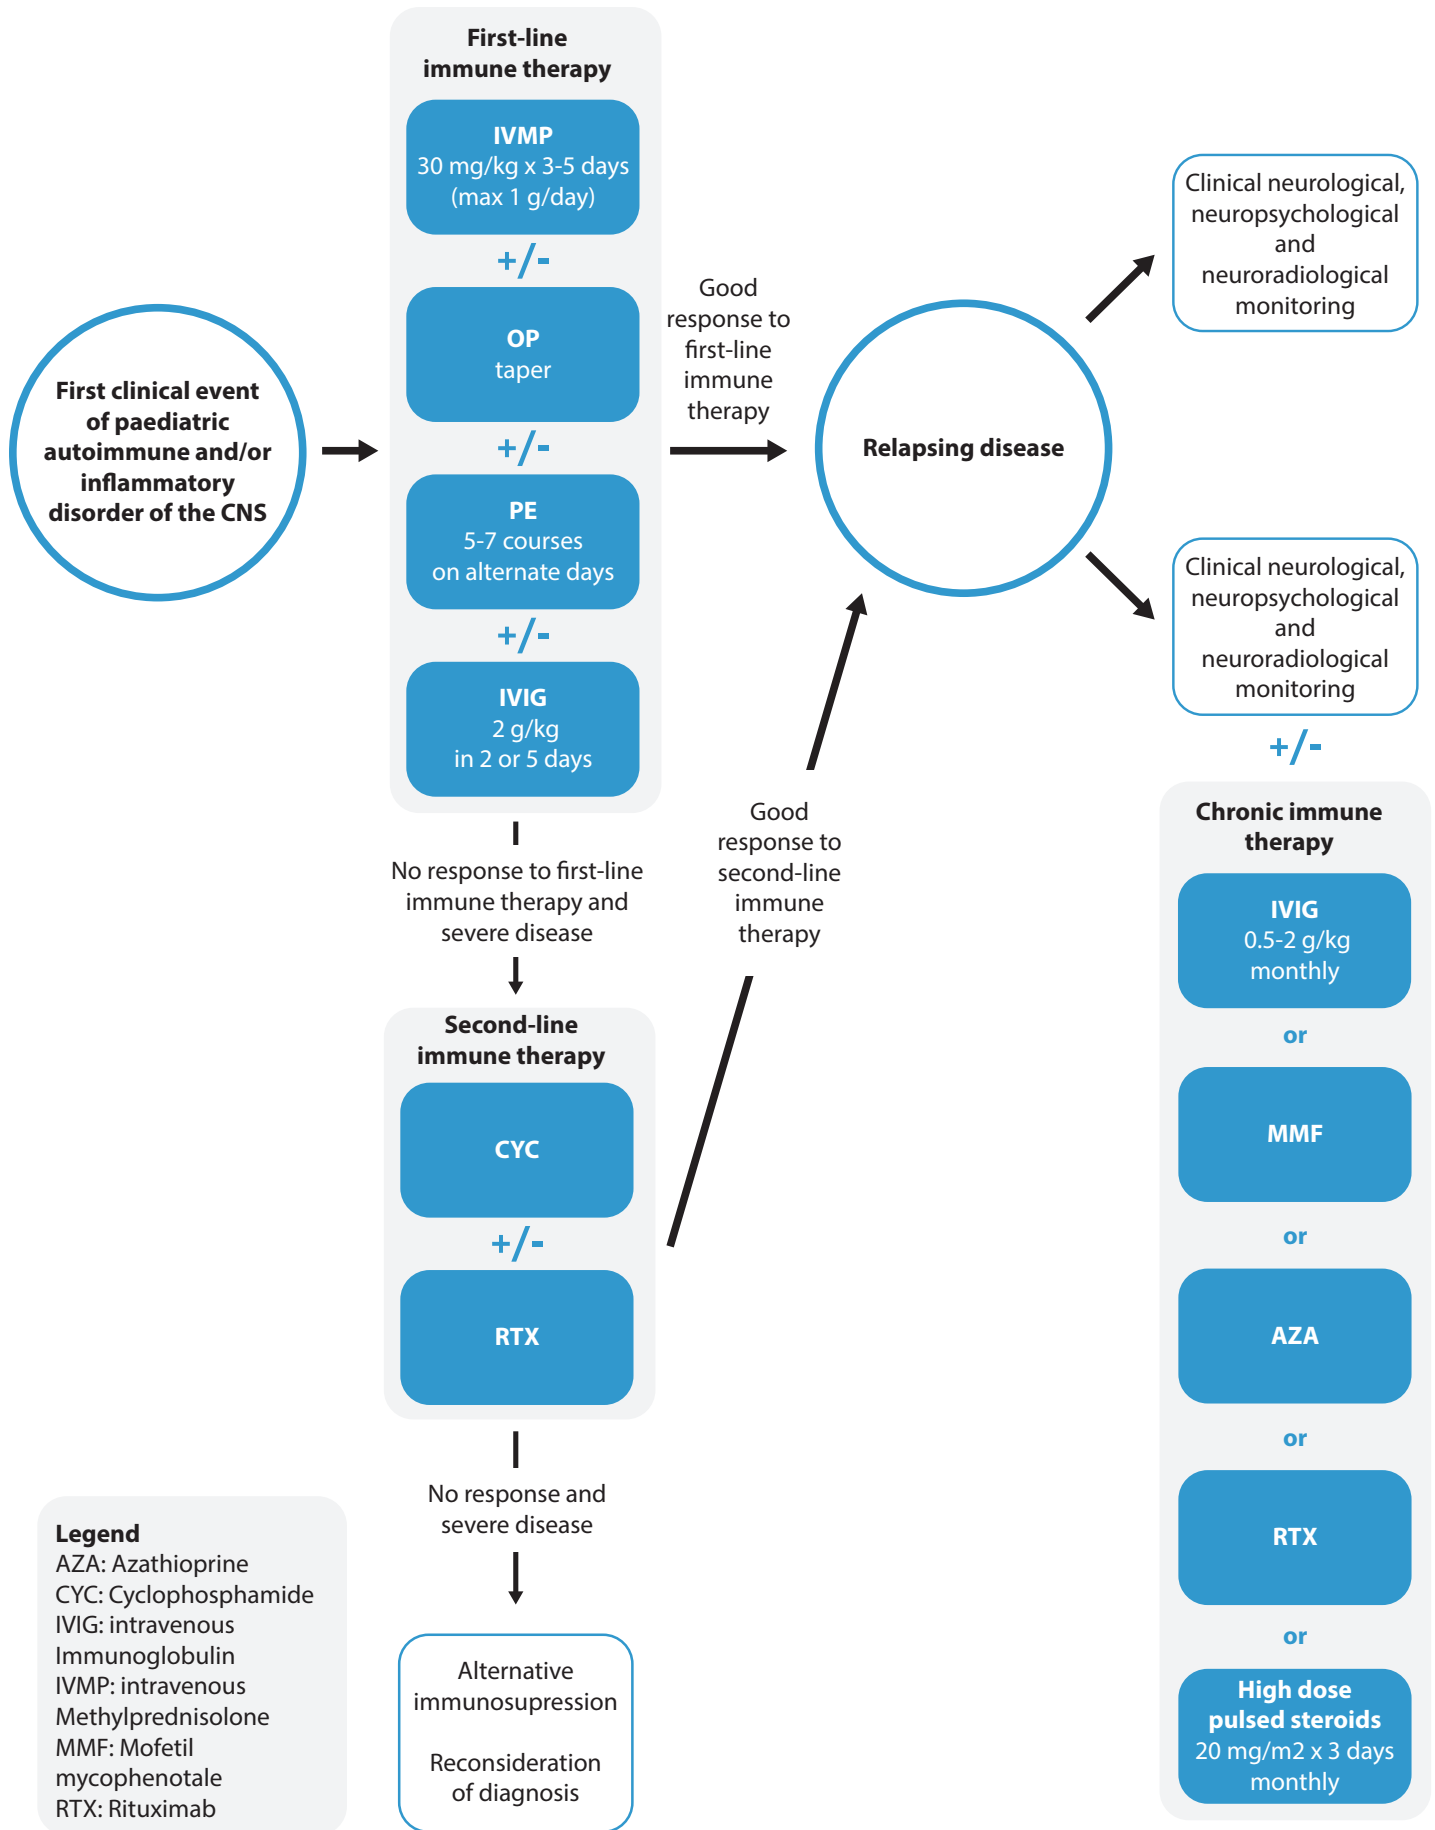 First clinical event
of paediatric
autoimmune and/or
inflammatory
disorder of the CNS
First-line
immune therapy
IVMP
30 mg/kg x 3-5 days
(max 1 g/day)
+/-
OP
taper
+/-
PE
5-7 courses
on alternate days
+/-
IVIG
2 g/kg
in 2 or 5 days
Good
response to
first-line
immune
therapy
Relapsing disease
Clinical neurological,
neuropsychological
and
neuroradiological
monitoring
Clinical neurological,
neuropsychological
and
neuroradiological
monitoring
+/-
Chronic immune
therapy
IVIG
0.5-2 g/kg
monthly
or
MMF
or
AZA
or
RTX
or
High dose
pulsed steroids
20 mg/m2 x 3 days
monthly
No response to first-line
immune therapy and
severe disease
Good
response to
second-line
immune
therapy
Second-line
immune therapy
CYC
+/-
RTX
No response and
severe disease
Alternative
immunosupression
Reconsideration
of diagnosis
Legend
AZA: Azathioprine
CYC: Cyclophosphamide
IVIG: intravenous
Immunoglobulin
IVMP: intravenous
Methylprednisolone
MMF: Mofetil
mycophenotale
RTX: Rituximab